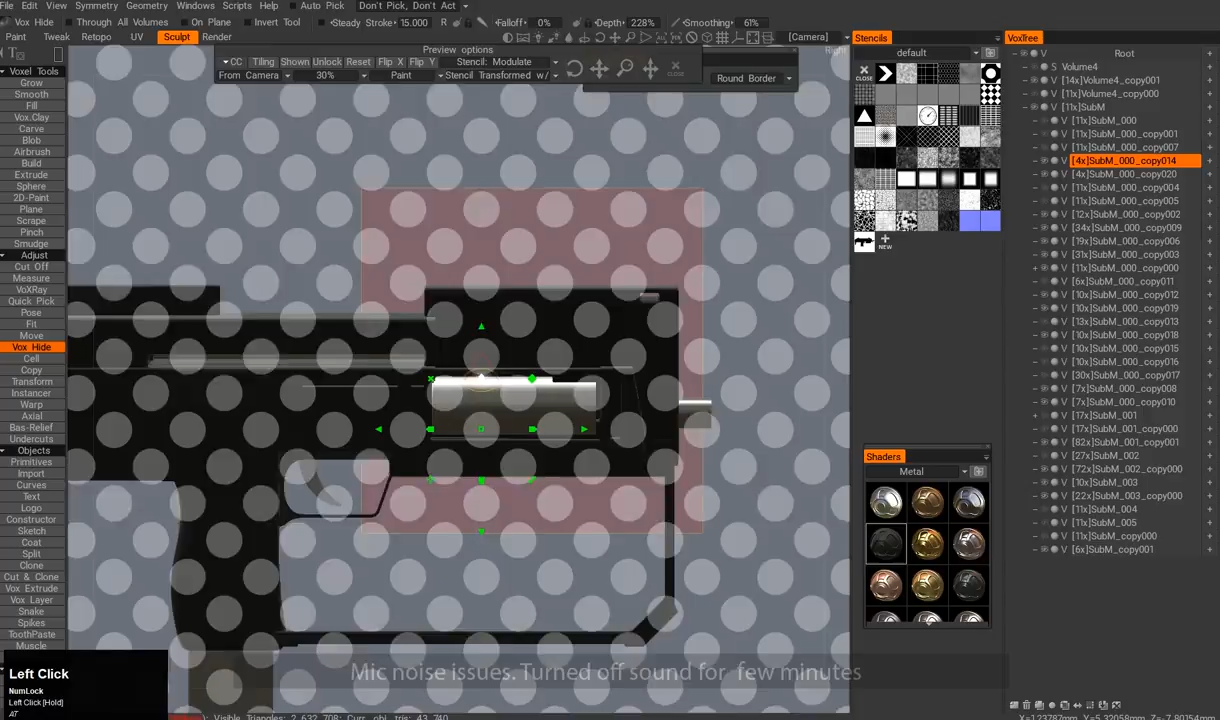 File Edit View Symmetry Geometry Windows Scripts Help Auto Pick Don't Pick, Don't Act
Vox Hide Through All Volumes On Plane Invert Tool Steady Stroke: 15.000 R Falloff: 0% Depth: 228% Smoothing: 61%
Paint Tweak Retopo UV Sculpt Render [Camera]
Right
Preview options
CC Tiling Shown Unlock Reset Flip X Flip Y Stencil: Modulate
From Camera 30% Paint Stencil Transformed w/
CLOSE
Round Border
Voxel Tools
Grow
Smooth
Fill
Vox.Clay
Carve
Blob
Airbrush
Build
Extrude
Sphere
2D-Paint
Plane
Scrape
Pinch
Smudge
Adjust
Cut Off
Measure
VoXRay
Quick Pick
Pose
Fit
Move
Vox Hide
Cell
Copy
Transform
Instancer
Warp
Axial
Bas-Relief
Undercuts
Objects
Primitives
Import
Curves
Text
Logo
Constructor
Sketch
Coat
Split
Clone
Cut & Clone
Vox Extrude
Vox Layer
Snake
Spikes
ToothPaste
Muscle
Left Click
NumLock
Left Click [Hold]
Mic noise issues. Turned off sound for few minutes
Visible Triangles: 2 632 708; Curr. obj. tris: 43 740
Stencils
default
CLOSE
NEW
Shaders
Metal
VoxTree
V Root
S Volume4
V [14x]Volume4_copy001
V [11x]Volume4_copy000
V [11x]SubM
V [11x]SubM_000
V [11x]SubM_000_copy001
V [11x]SubM_000_copy007
V [4x]SubM_000_copy014
V [4x]SubM_000_copy020
V [11x]SubM_000_copy004
V [11x]SubM_000_copy005
V [12x]SubM_000_copy002
V [34x]SubM_000_copy009
V [19x]SubM_000_copy006
V [31x]SubM_000_copy003
V [11x]SubM_000_copy000
V [6x]SubM_000_copy011
V [10x]SubM_000_copy012
V [10x]SubM_000_copy019
V [13x]SubM_000_copy013
V [10x]SubM_000_copy018
V [10x]SubM_000_copy015
V [10x]SubM_000_copy016
V [30x]SubM_000_copy017
V [7x]SubM_000_copy008
V [7x]SubM_000_copy010
V [17x]SubM_001
V [17x]SubM_001_copy000
V [82x]SubM_001_copy001
V [27x]SubM_002
V [72x]SubM_002_copy000
V [10x]SubM_003
V [22x]SubM_003_copy000
V [11x]SubM_004
V [11x]SubM_005
V [11x]SubM_copy000
V [6x]SubM_copy001